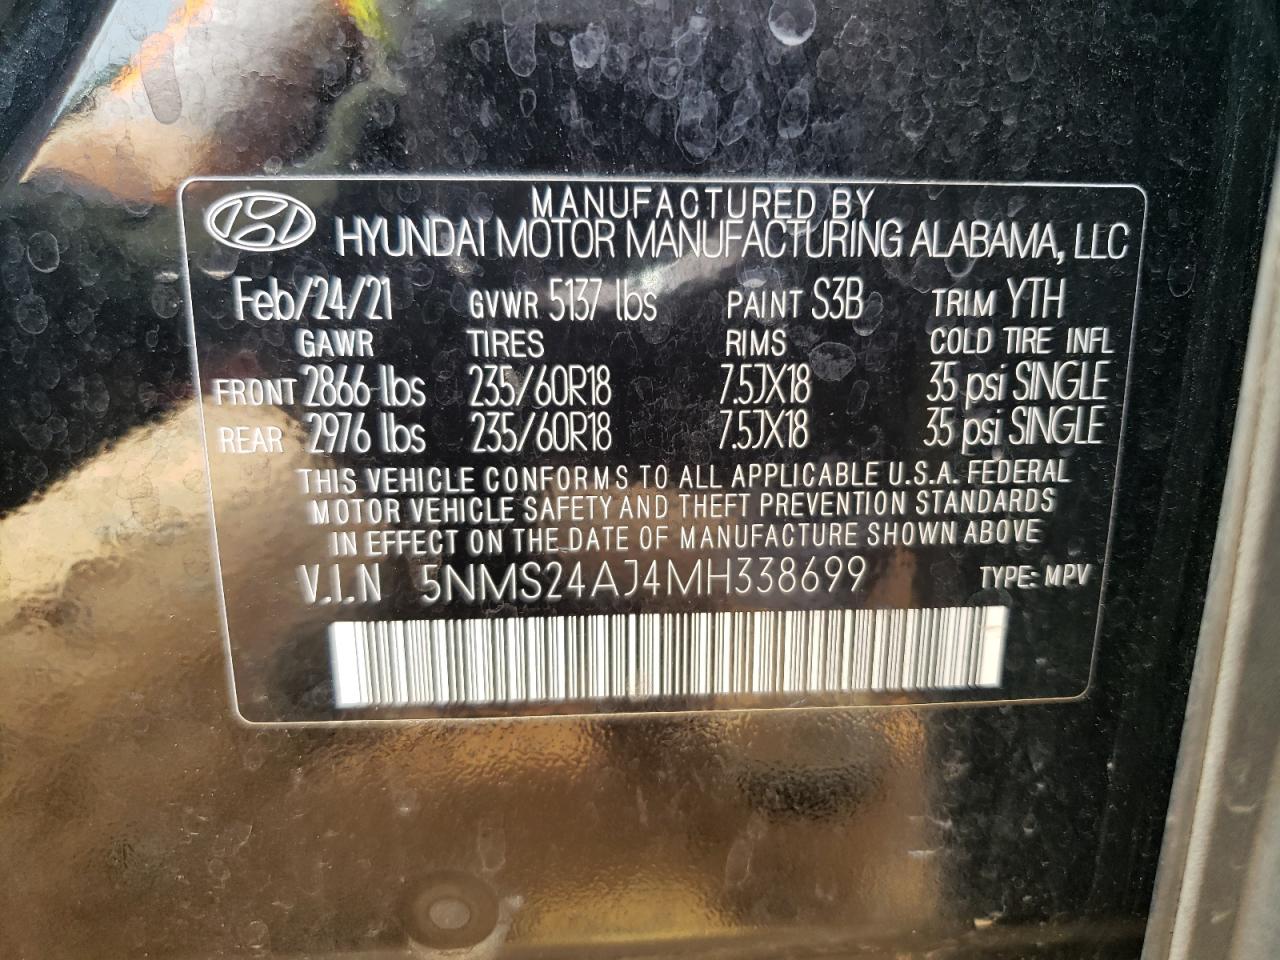 MANUFACTURED BY
HYUNDAI MOTOR MANUFACTURING ALABAMA, LLC
Feb/24/21 GVWR 5137 lbs PAINT S3B TRIM YTH
GAWR TIRES RIMS COLD TIRE INFL
FRONT 2866 lbs 235/60R18 7.5JX18 35 psi SINGLE
REAR 2976 lbs 235/60R18 7.5JX18 35 psi SINGLE
THIS VEHICLE CONFORMS TO ALL APPLICABLE U.S.A. FEDERAL
MOTOR VEHICLE SAFETY AND THEFT PREVENTION STANDARDS
IN EFFECT ON THE DATE OF MANUFACTURE SHOWN ABOVE
V.I.N 5NMS24AJ4MH338699 TYPE: MPV